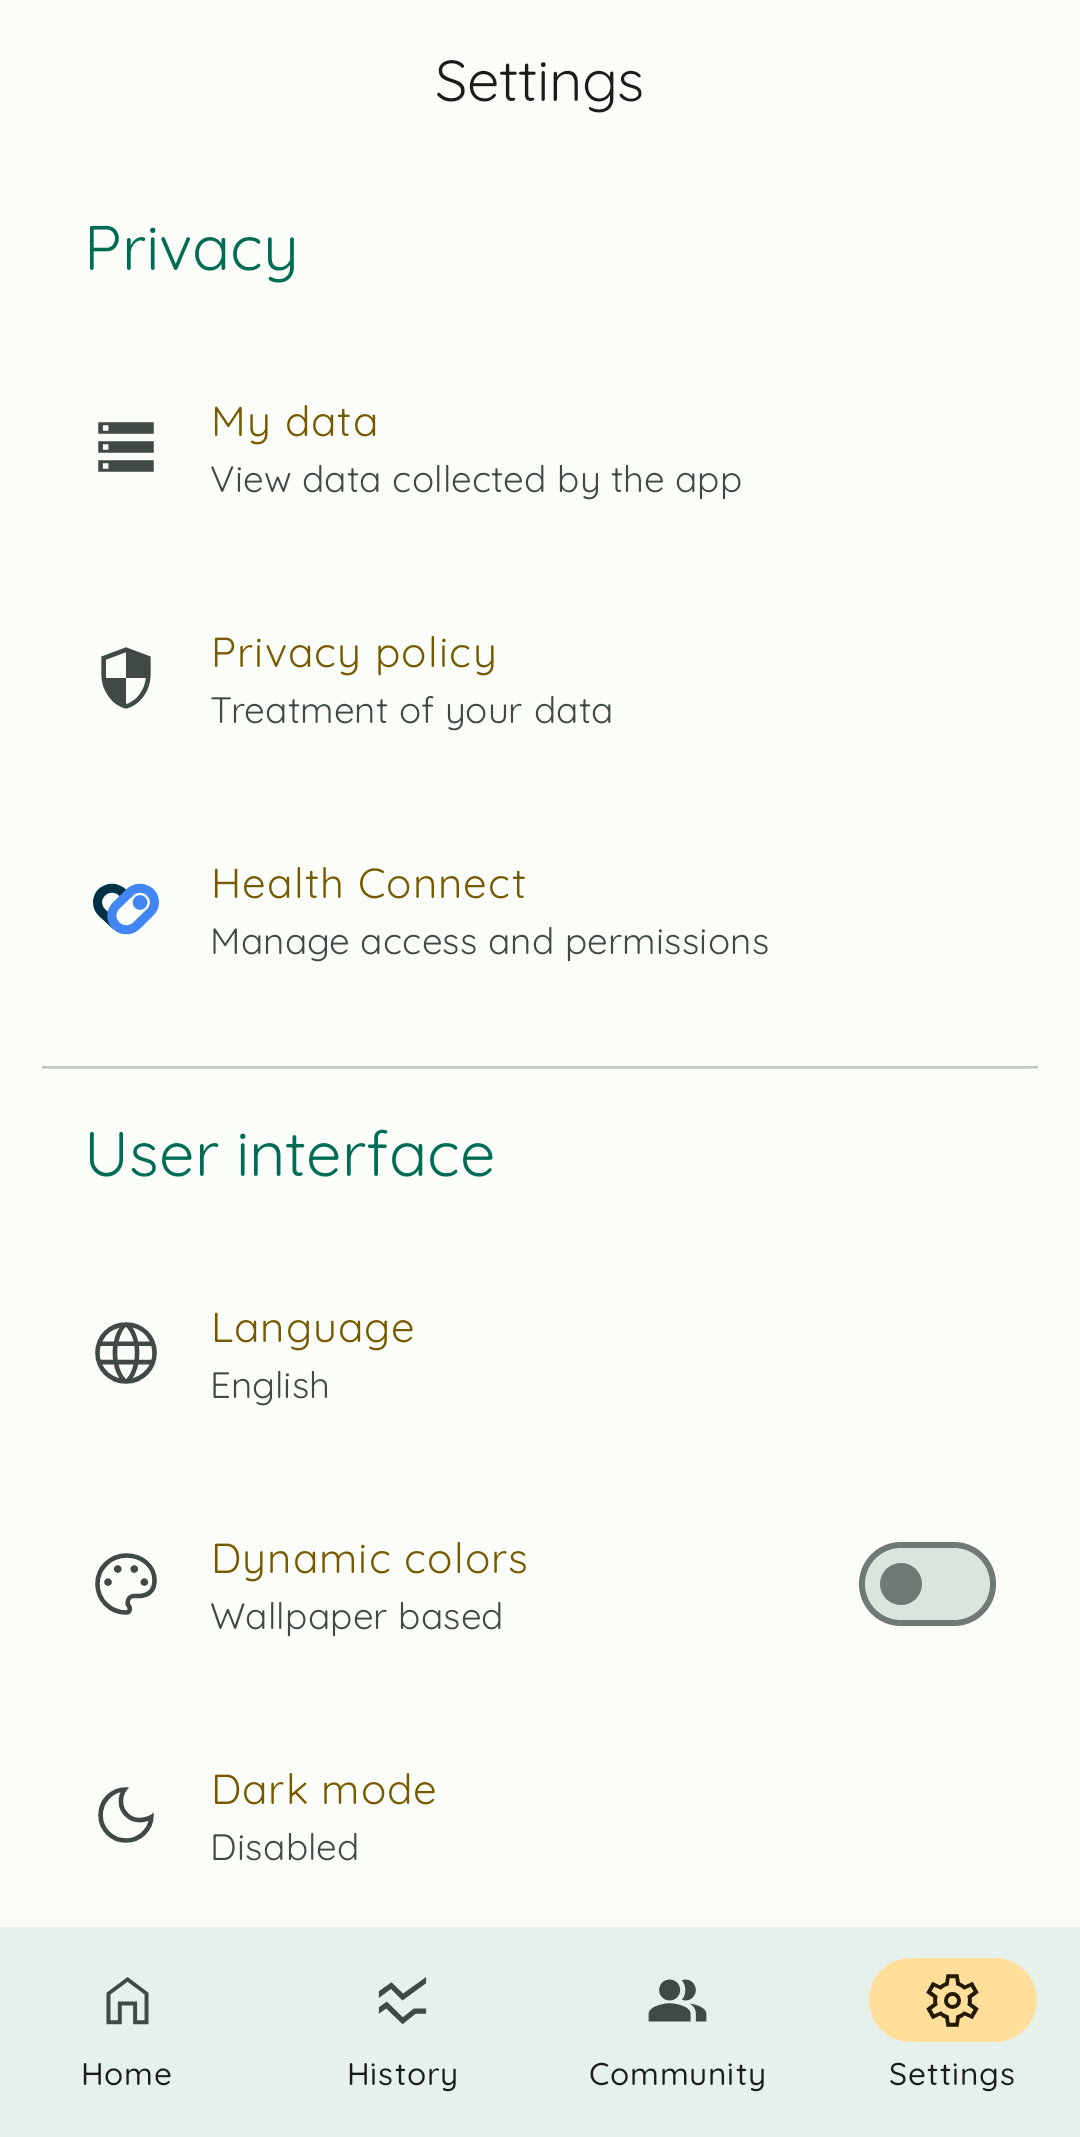 Settings
Privacy
My data
View data collected by the app
Privacy policy
Treatment of your data
Health Connect
Manage access and permissions
User interface
Language
English
Dynamic colors
Wallpaper based
Dark mode
Disabled
Home History Community Settings